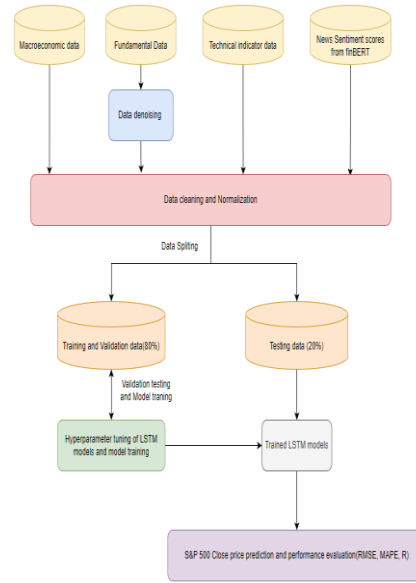 Macroeconomic data
Fundamental Data
Technical indicator data
News Sentiment scores
from finBERT
Data denoising
Data cleaning and Normalization
Data Spliting
Training and Validation data(80%)
Testing data (20%)
Validation testing
and Model traning
Hyperparameter tuning of LSTM
models and model training
Trained LSTM models
S&P 500 Close price prediction and performance evaluation(RMSE, MAPE, R)